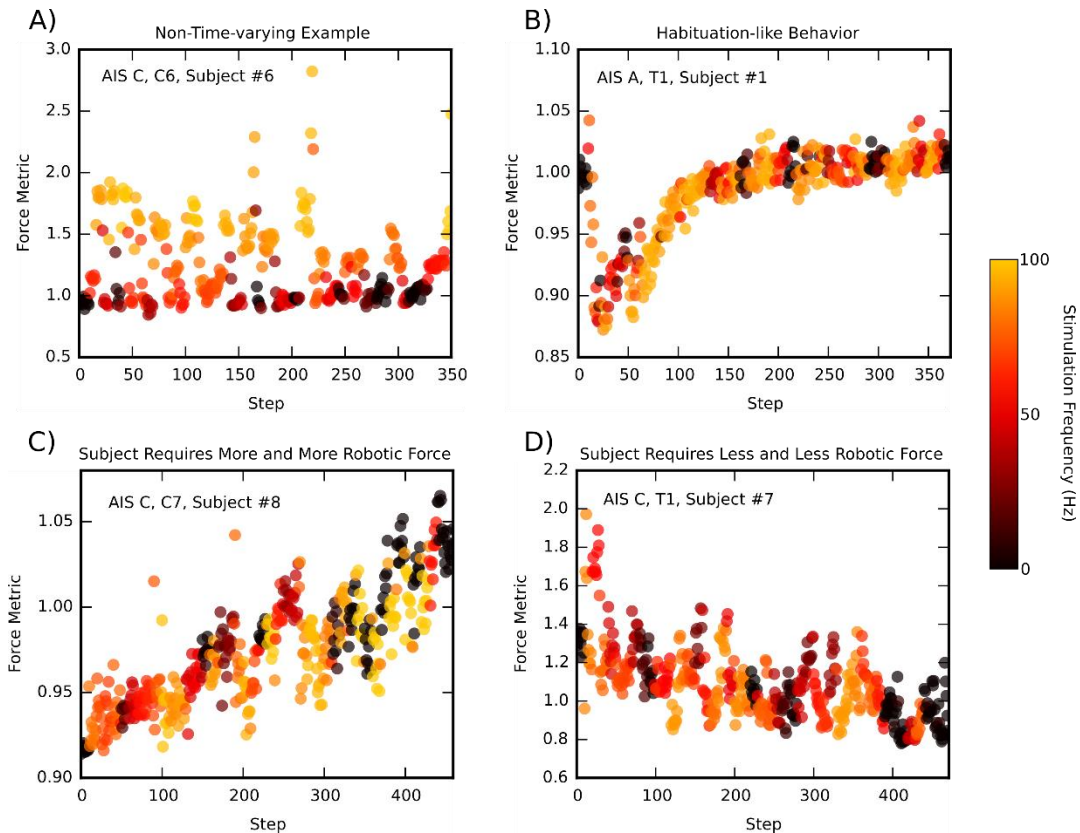 A)
Non-Time-varying Example
AIS C, C6, Subject #6
3.0
2.5
2.0
1.5
1.0
0.5
Force Metric
0 50 100 150 200 250 300 350
Step
B)
Habituation-like Behavior
AIS A, T1, Subject #1
1.10
1.05
1.00
0.95
0.90
0.85
Force Metric
0 50 100 150 200 250 300 350
Step
C)
Subject Requires More and More Robotic Force
AIS C, C7, Subject #8
1.05
1.00
0.95
0.90
Force Metric
0 100 200 300 400
Step
D)
Subject Requires Less and Less Robotic Force
AIS C, T1, Subject #7
2.2
2.0
1.8
1.6
1.4
1.2
1.0
0.8
0.6
Force Metric
0 100 200 300 400
Step
100
50
0
Stimulation Frequency (Hz)